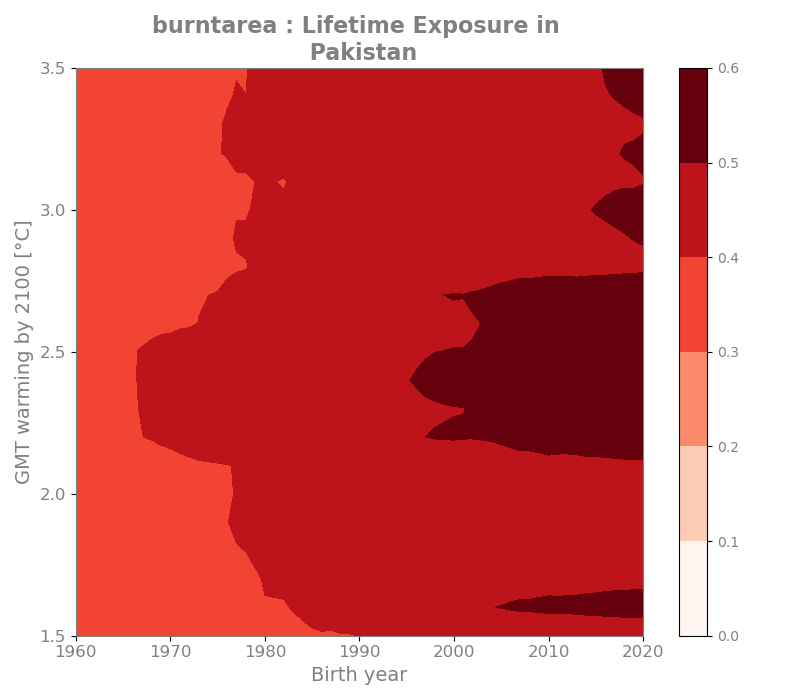 burntarea : Lifetime Exposure in
Pakistan
3.5
3.0
2.5
2.0
1.5
GMT warming by 2100 [°C]
1960 1970 1980 1990 2000 2010 2020
Birth year
0.6
0.5
0.4
0.3
0.2
0.1
0.0